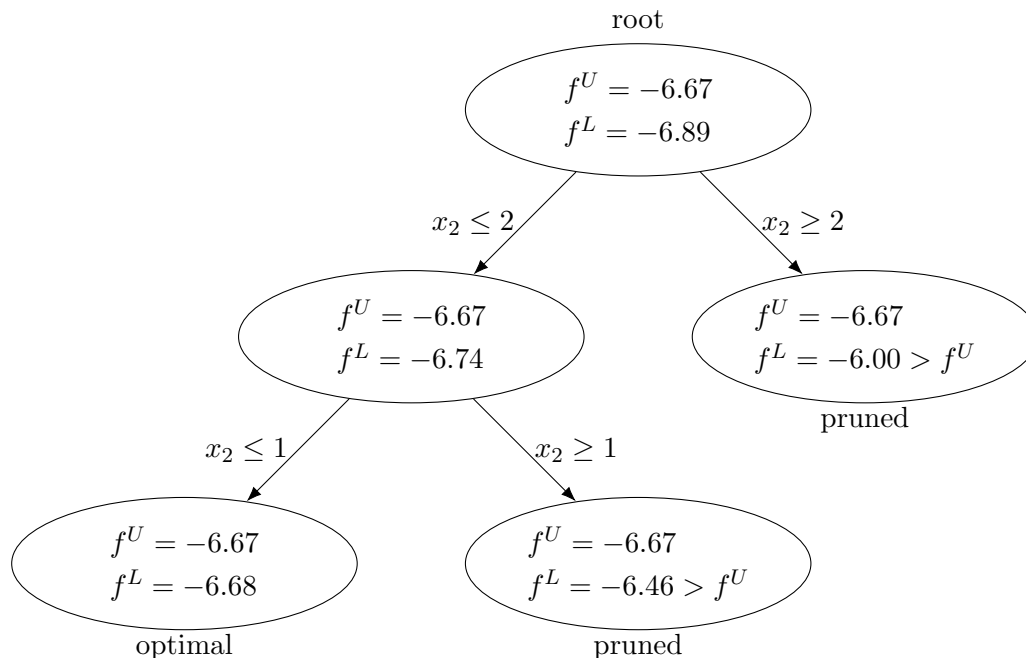 root
f^U = −6.67
f^L = −6.89
x_2 ≤ 2
x_2 ≥ 2
f^U = −6.67
f^L = −6.74
f^U = −6.67
f^L = −6.00 > f^U
pruned
x_2 ≤ 1
x_2 ≥ 1
f^U = −6.67
f^L = −6.68
optimal
f^U = −6.67
f^L = −6.46 > f^U
pruned